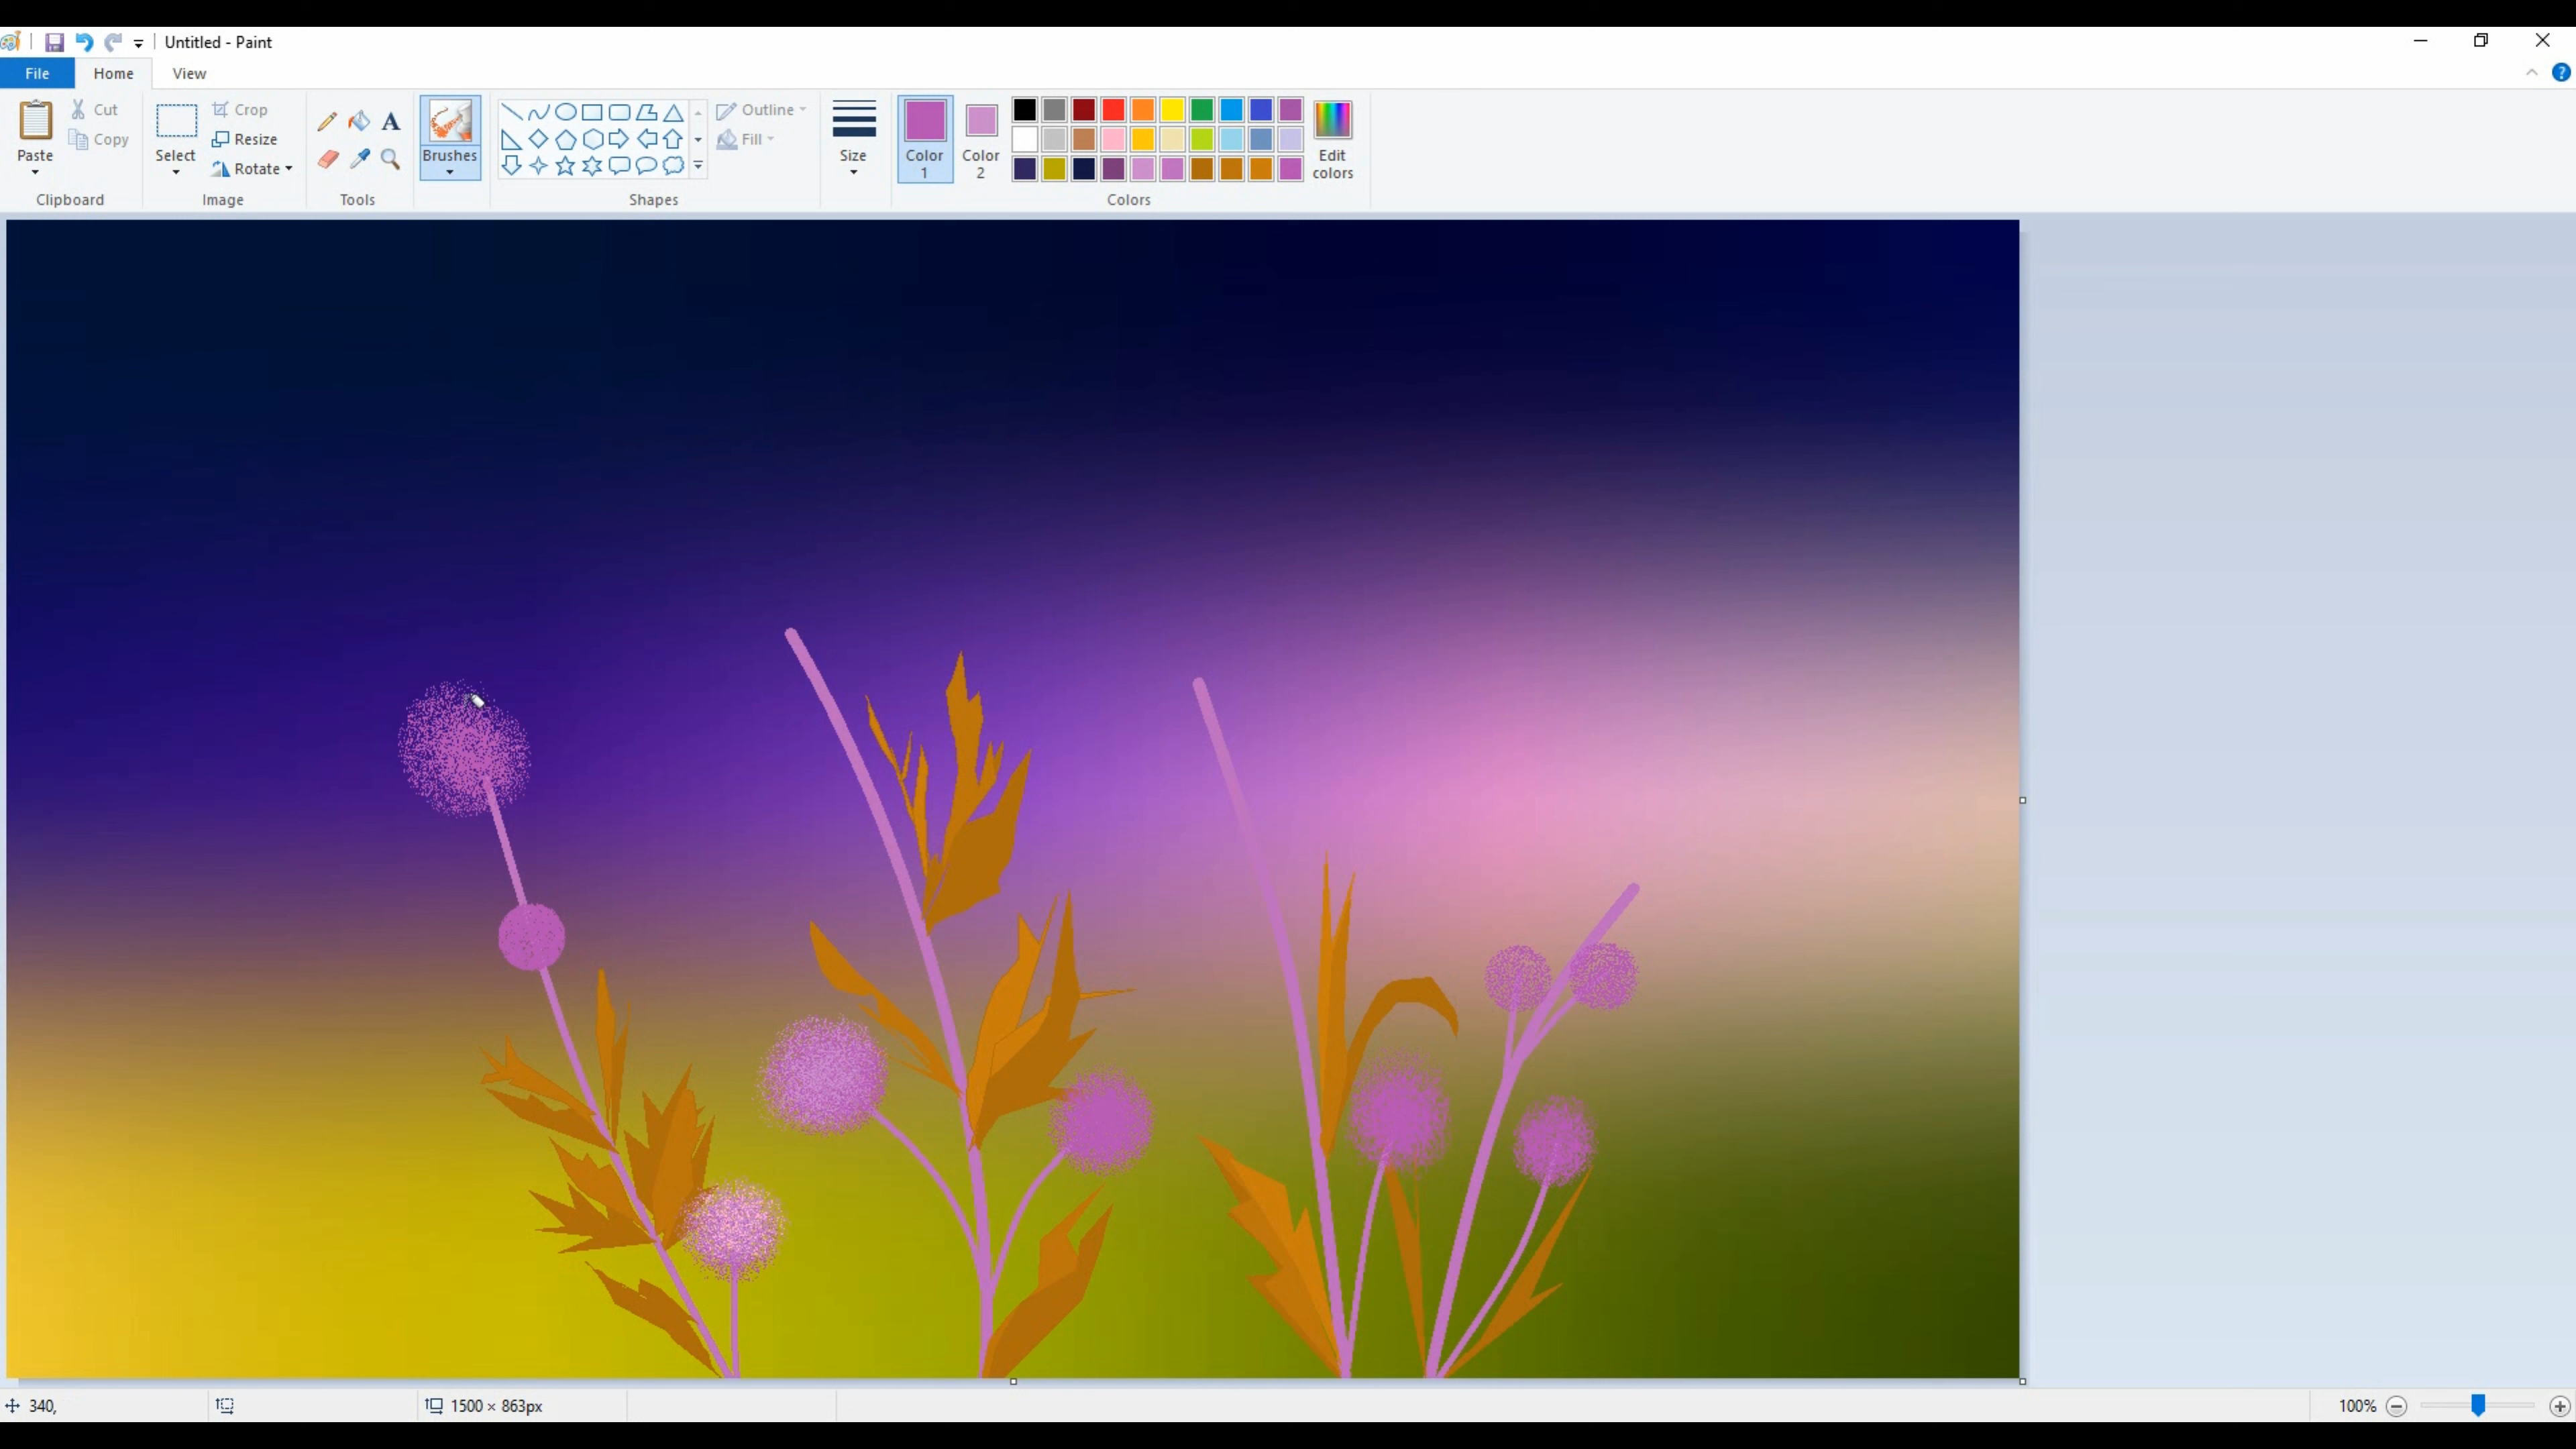 Untitled - Paint
File Home View
Paste Cut Copy Select Crop Resize Rotate A Brushes Outline Fill Size Color 1 Color 2 Edit colors
Clipboard Image Tools Shapes Colors
340, 1500 × 863px 100%